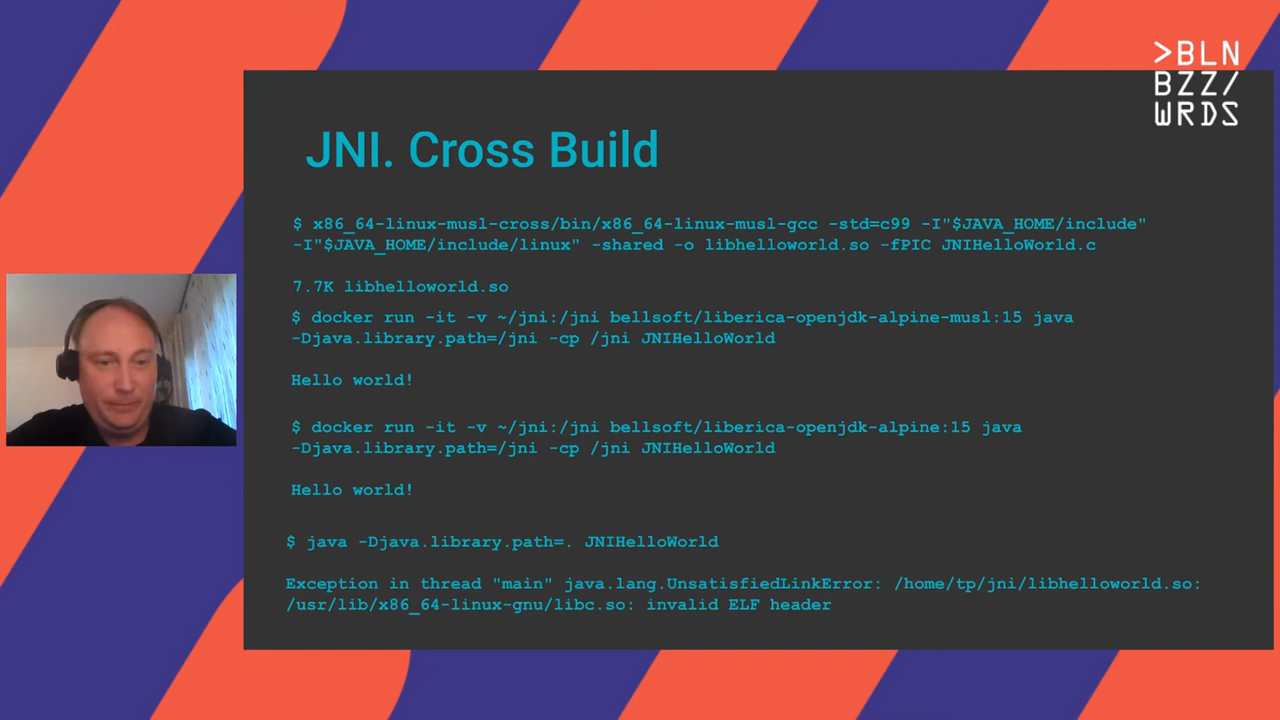 >BLN
BZZ/
WRDS
JNI. Cross Build
$ x86_64-linux-musl-cross/bin/x86_64-linux-musl-gcc -std=c99 -I"$JAVA_HOME/include"
-I"$JAVA_HOME/include/linux" -shared -o libhelloworld.so -fPIC JNIHelloWorld.c
7.7K libhelloworld.so
$ docker run -it -v ~/jni:/jni bellsoft/liberica-openjdk-alpine-musl:15 java
-Djava.library.path=/jni -cp /jni JNIHelloWorld
Hello world!
$ docker run -it -v ~/jni:/jni bellsoft/liberica-openjdk-alpine:15 java
-Djava.library.path=/jni -cp /jni JNIHelloWorld
Hello world!
$ java -Djava.library.path=. JNIHelloWorld
Exception in thread "main" java.lang.UnsatisfiedLinkError: /home/tp/jni/libhelloworld.so:
/usr/lib/x86_64-linux-gnu/libc.so: invalid ELF header